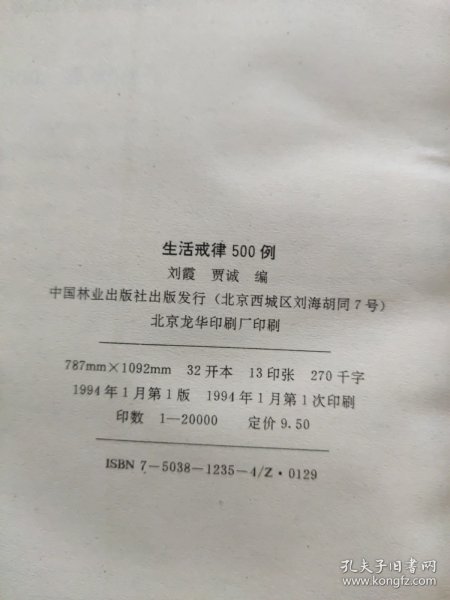 生活戒律500例
刘霞 贾诚 编
中国林业出版社出版发行（北京西城区刘海胡同7号）
北京龙华印刷厂印刷
787mm×1092mm 32开本 13印张 270千字
1994年1月第1版 1994年1月第1次印刷
印数 1—20000 定价9.50
ISBN 7-5038-1235-4/Z·0129
孔夫子旧书网
www.kongfz.com